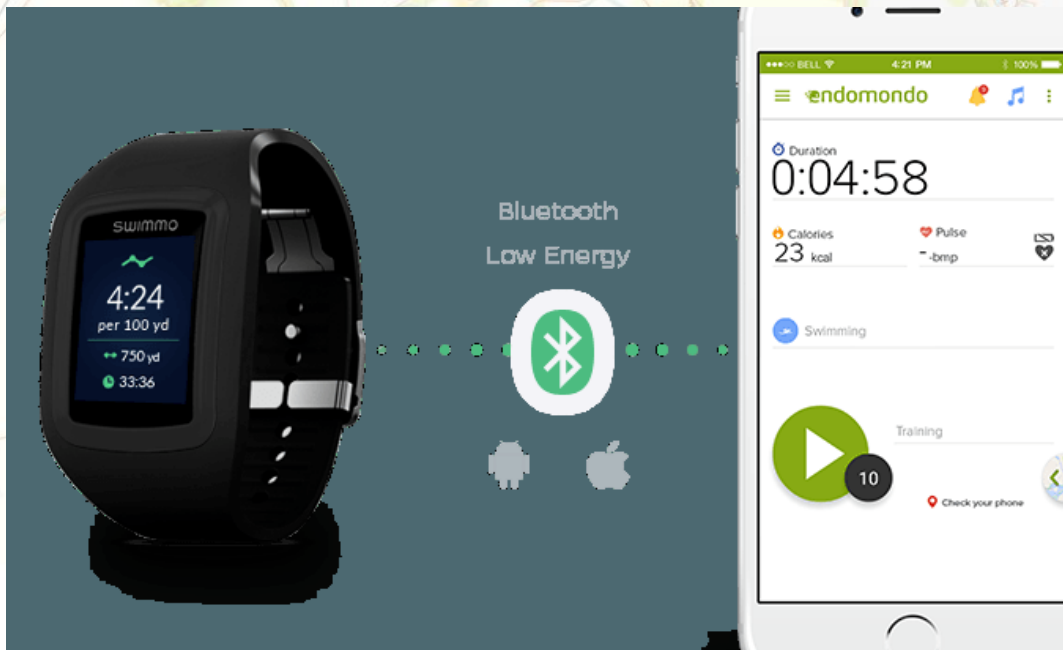 SWIMMO
4:24
per 100 yd
750 yd
33:36
Bluetooth
Low Energy
BELL 4:21 PM 100%
endomondo
Duration
0:04:58
Calories
23 kcal
Pulse
- -bmp
Swimming
Training
10
Check your phone